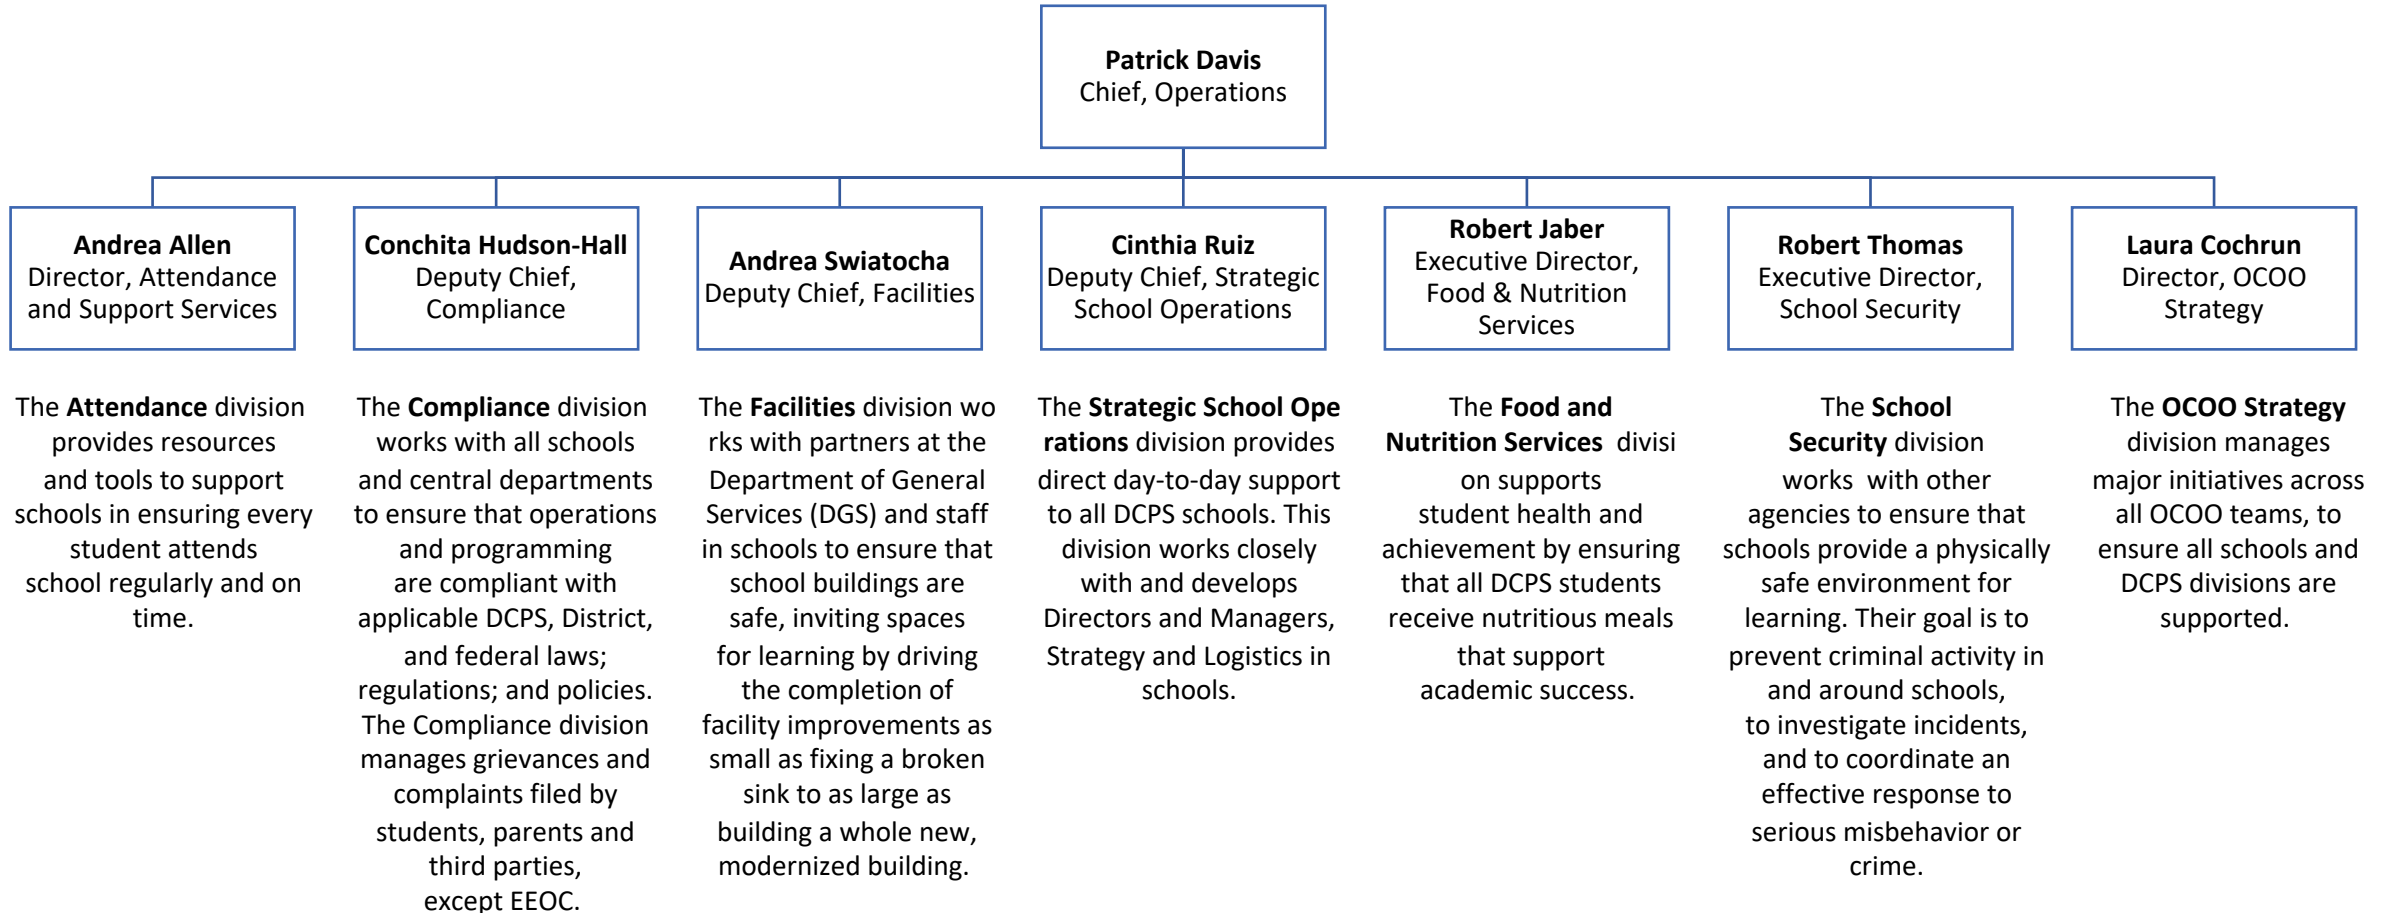 Patrick Davis
Chief, Operations
Andrea Allen
Director, Attendance
and Support Services
Conchita Hudson-Hall
Deputy Chief,
Compliance
Andrea Swiatocha
Deputy Chief, Facilities
Cinthia Ruiz
Deputy Chief, Strategic
School Operations
Robert Jaber
Executive Director,
Food & Nutrition
Services
Robert Thomas
Executive Director,
School Security
Laura Cochrun
Director, OCOO
Strategy
The Attendance division
provides resources
and tools to support
schools in ensuring every
student attends
school regularly and on
time.
The Compliance division
works with all schools
and central departments
to ensure that operations
and programming
are compliant with
applicable DCPS, District,
and federal laws;
regulations; and policies.
The Compliance division
manages grievances and
complaints filed by
students, parents and
third parties,
except EEOC.
The Facilities division wo
rks with partners at the
Department of General
Services (DGS) and staff
in schools to ensure that
school buildings are
safe, inviting spaces
for learning by driving
the completion of
facility improvements as
small as fixing a broken
sink to as large as
building a whole new,
modernized building.
The Strategic School Ope
rations division provides
direct day-to-day support
to all DCPS schools. This
division works closely
with and develops
Directors and Managers,
Strategy and Logistics in
schools.
The Food and
Nutrition Services divisi
on supports
student health and
achievement by ensuring
that all DCPS students
receive nutritious meals
that support
academic success.
The School
Security division
works with other
agencies to ensure that
schools provide a physically
safe environment for
learning. Their goal is to
prevent criminal activity in
and around schools,
to investigate incidents,
and to coordinate an
effective response to
serious misbehavior or
crime.
The OCOO Strategy
division manages
major initiatives across
all OCOO teams, to
ensure all schools and
DCPS divisions are
supported.